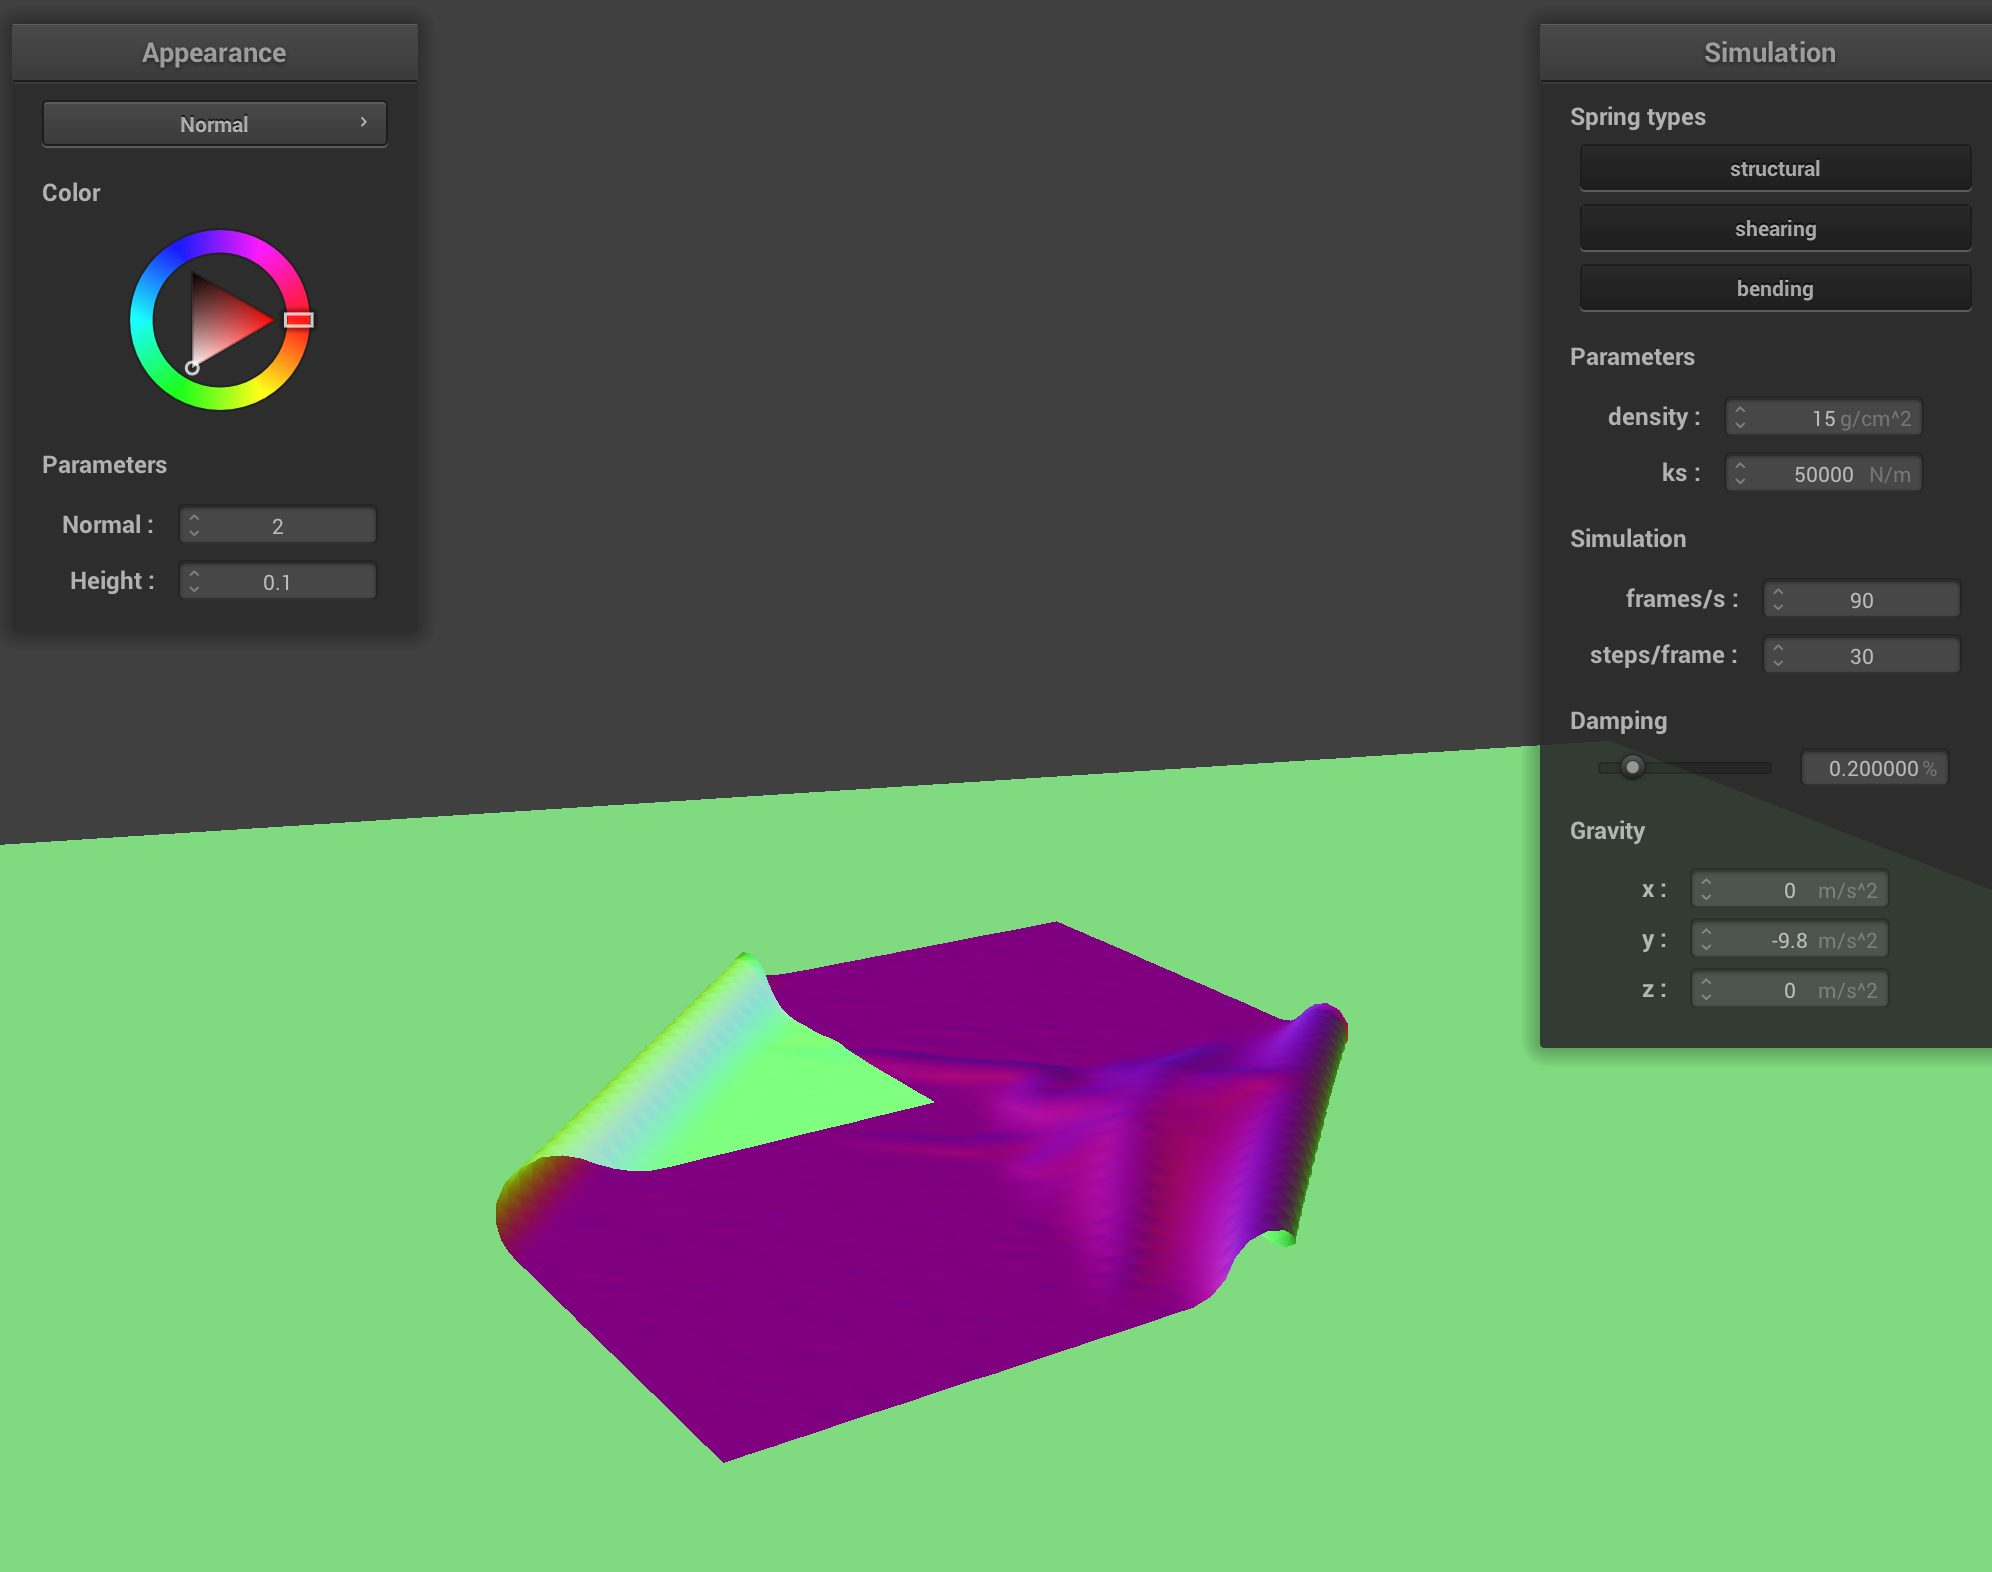 Appearance
Normal
Color
Parameters
Normal : 2
Height : 0.1
Simulation
Spring types
structural
shearing
bending
Parameters
density : 15 g/cm^2
ks : 50000 N/m
Simulation
frames/s : 90
steps/frame : 30
Damping
0.200000 %
Gravity
x : 0 m/s^2
y : -9.8 m/s^2
z : 0 m/s^2